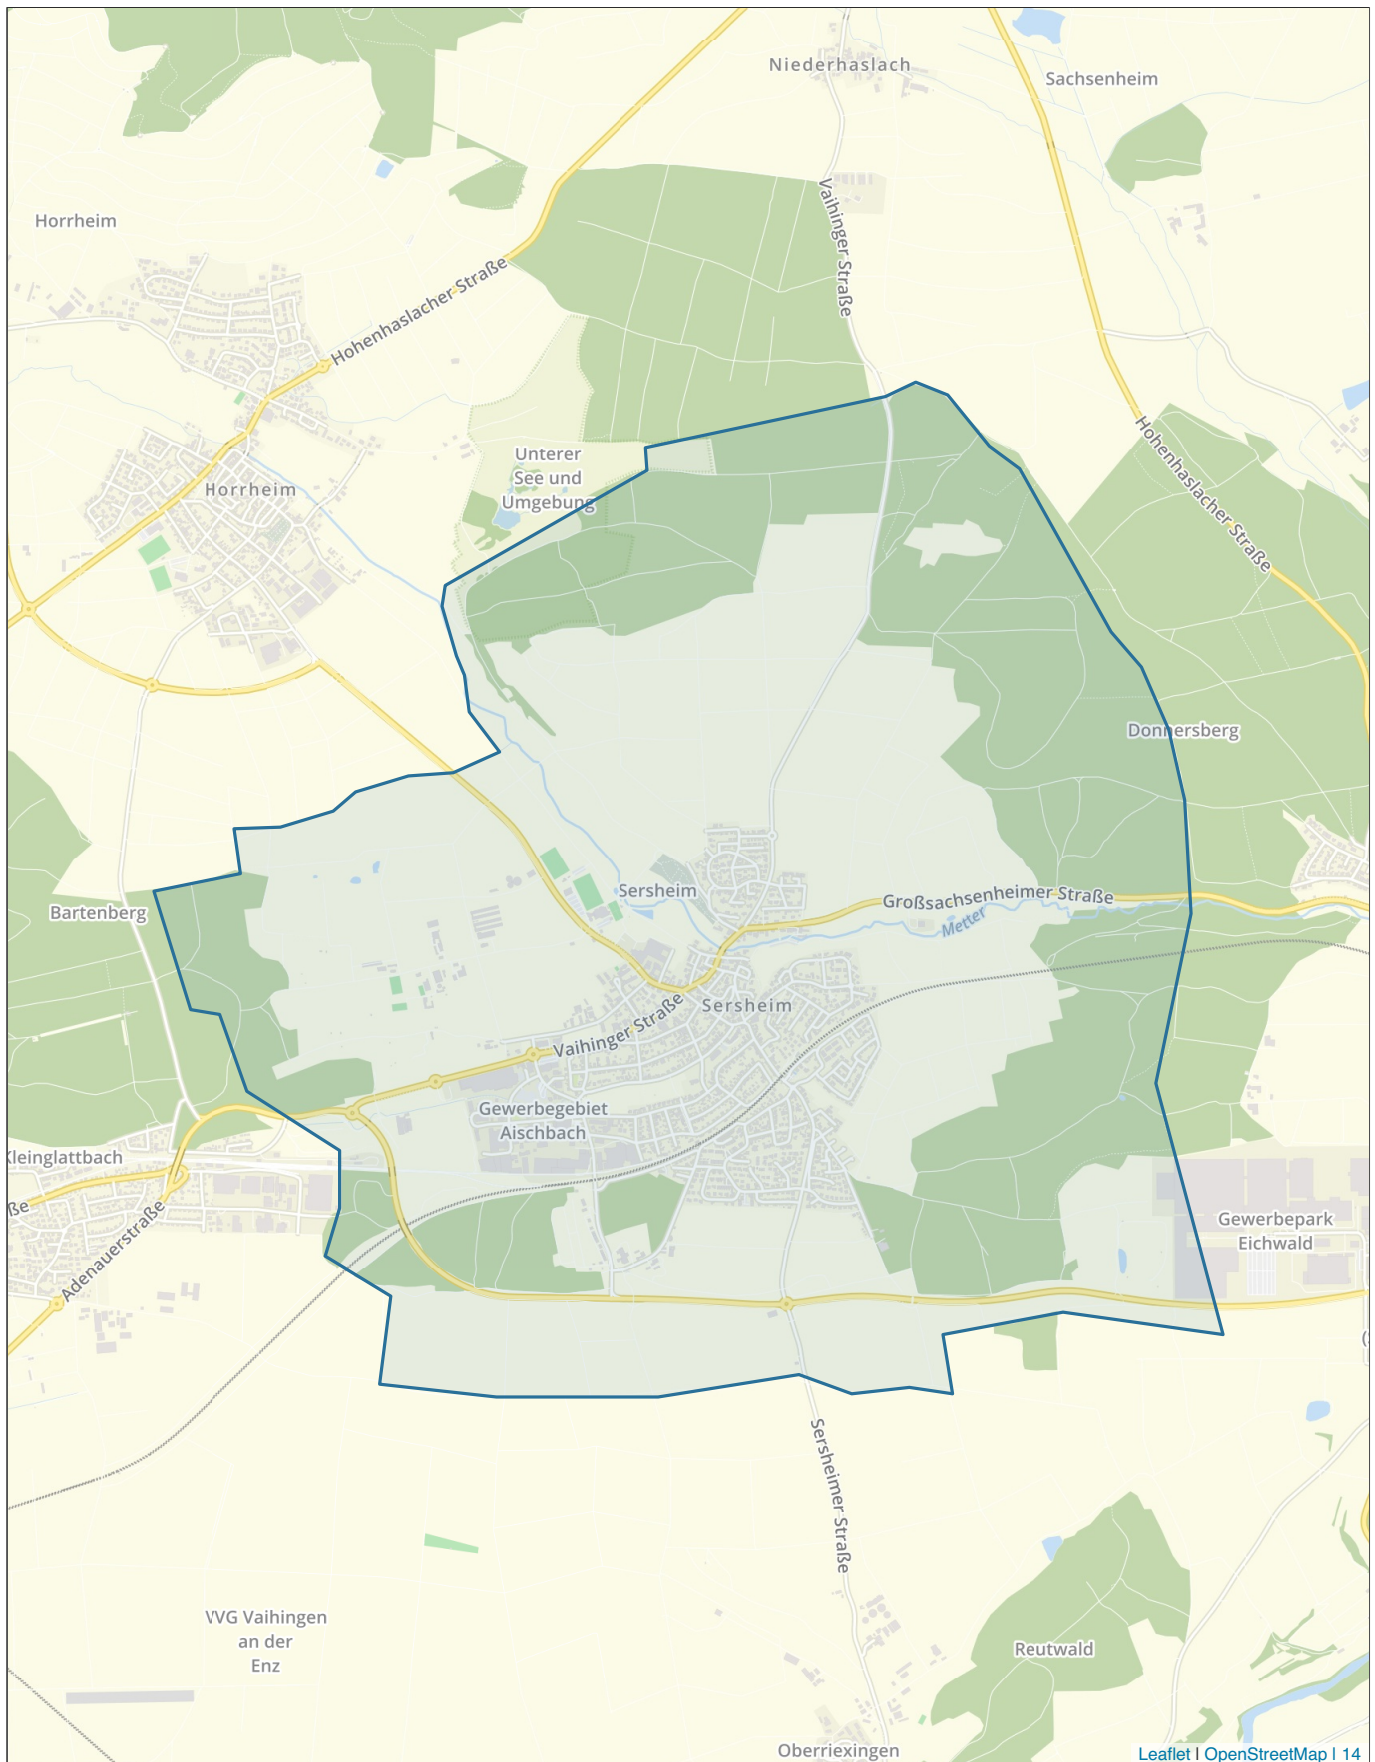 Niederhaslach
Sachsenheim
Horrheim
Vaihinger Straße
Hohenhaslacher Straße
Hohenhaslacher Straße
Unterer
See und
Umgebung
Horrheim
Donnersberg
Sersheim
Großsachsenheimer Straße
Metter
Bartenberg
Sersheim
Vaihinger Straße
Gewerbegebiet
Aischbach
Kleinglattbach
ße
Adenauerstraße
Gewerbepark
Eichwald
Sersheimer Straße
VVG Vaihingen
an der
Enz
Reutwald
Oberriexingen
Leaflet | OpenStreetMap | 14